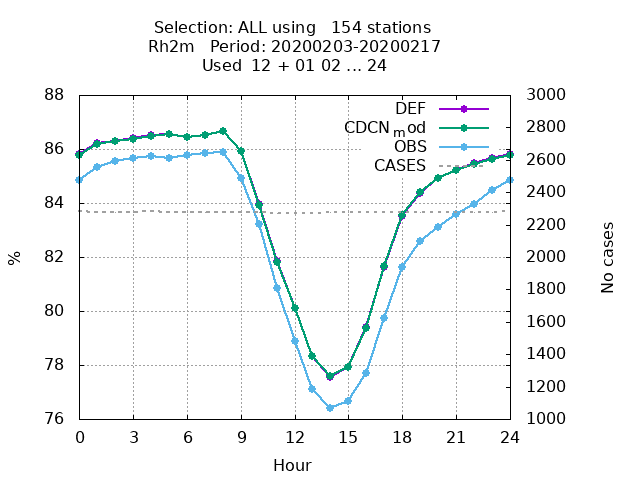 Selection: ALL using   154 stations
Rh2m   Period: 20200203-20200217
Used  12 + 01 02 ... 24
88 3000
DEF
2800
CDCN_mod
86 OBS 2600
CASES
2400
84
2200
82 2000
%
No cases
1800
80
1600
1400
78
1200
76 1000
0 3 6 9 12 15 18 21 24
Hour